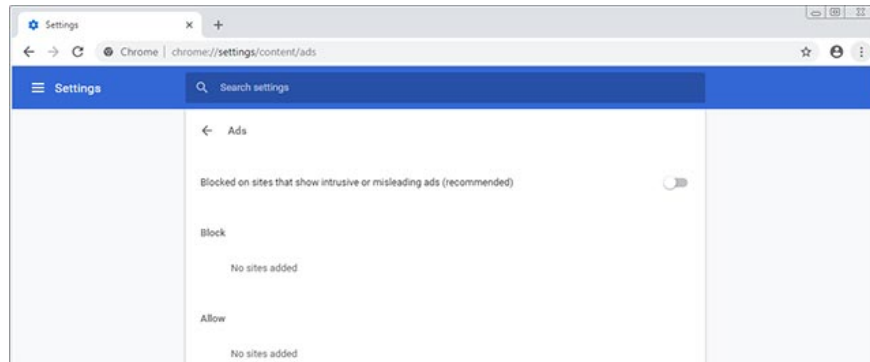 Settings
Chrome | chrome://settings/content/ads
Settings
Search settings
Ads
Blocked on sites that show intrusive or misleading ads (recommended)
Block
No sites added
Allow
No sites added